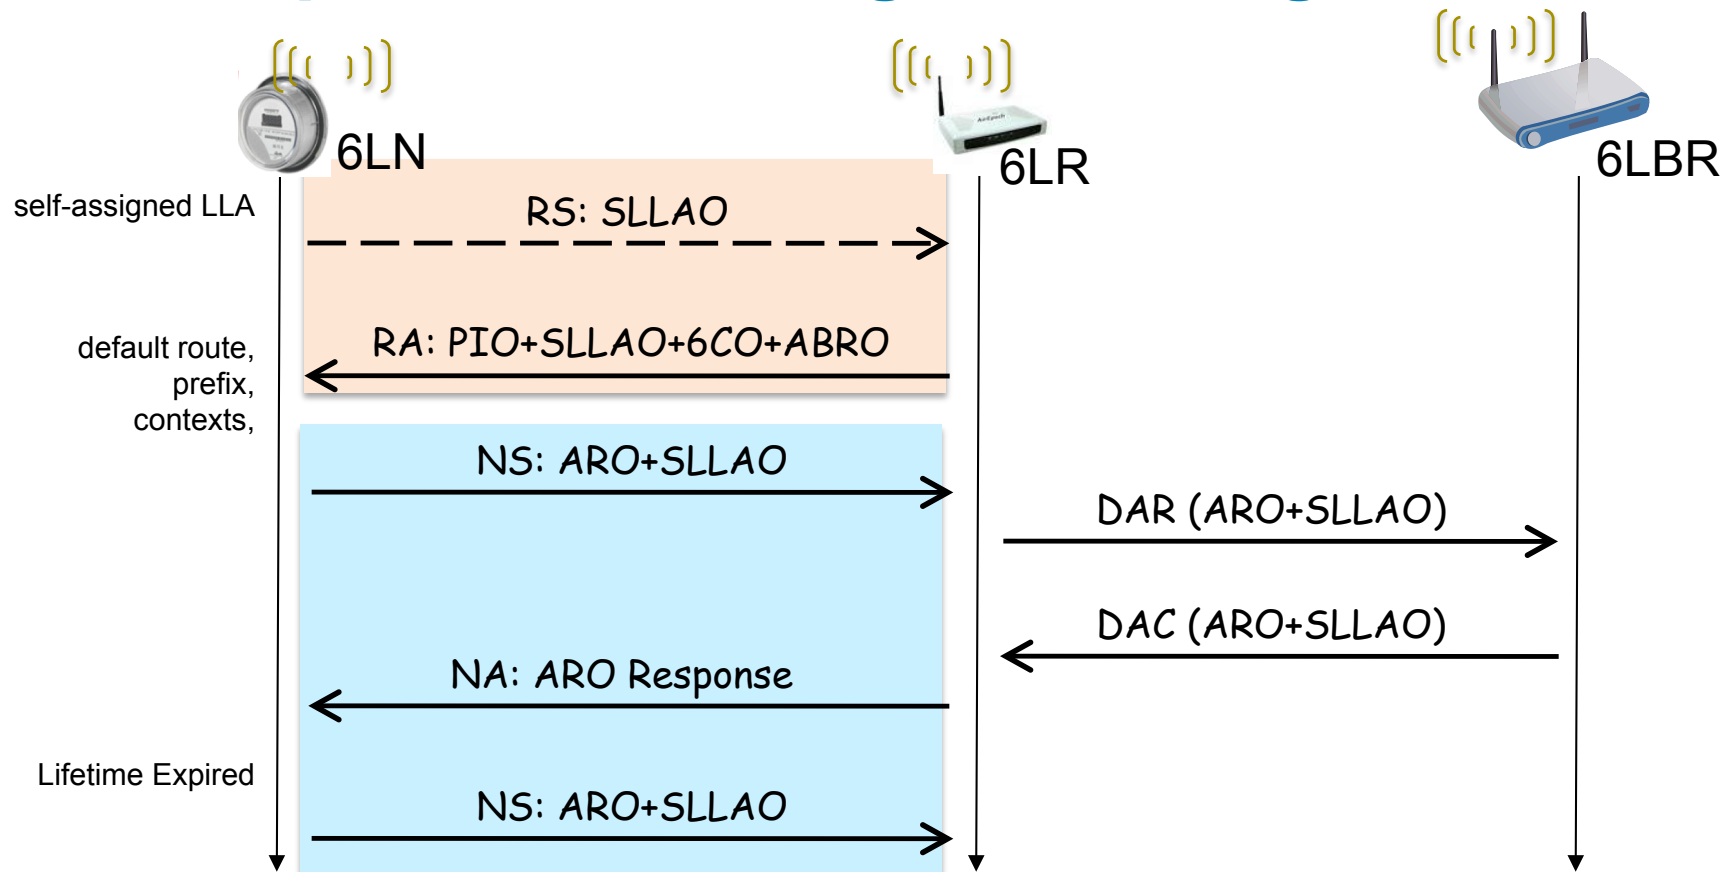 6LN
6LR
6LBR
self-assigned LLA
RS: SLLAO
RA: PIO+SLLAO+6CO+ABRO
default route,
prefix,
contexts,
NS: ARO+SLLAO
DAR (ARO+SLLAO)
DAC (ARO+SLLAO)
NA: ARO Response
Lifetime Expired
NS: ARO+SLLAO